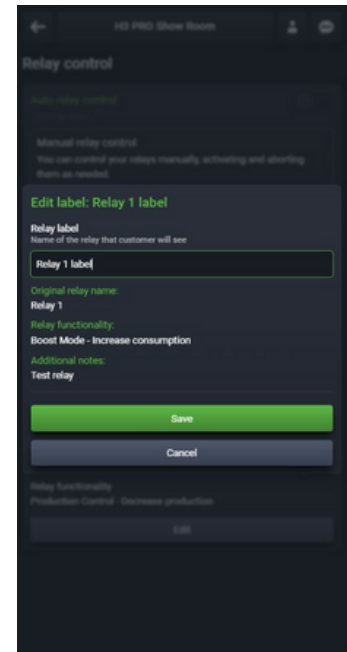 H3 PRO Show Room
Relay control
Auto relay control
Manual relay control
You can control your relays manually, activating and aborting
them as needed.
Edit label: Relay 1 label
Relay label
Name of the relay that customer will see
Relay 1 label
Original relay name:
Relay 1
Relay functionality:
Boost Mode - Increase consumption
Additional notes:
Test relay
Save
Cancel
Relay functionality
Production Control - Decrease production
Edit